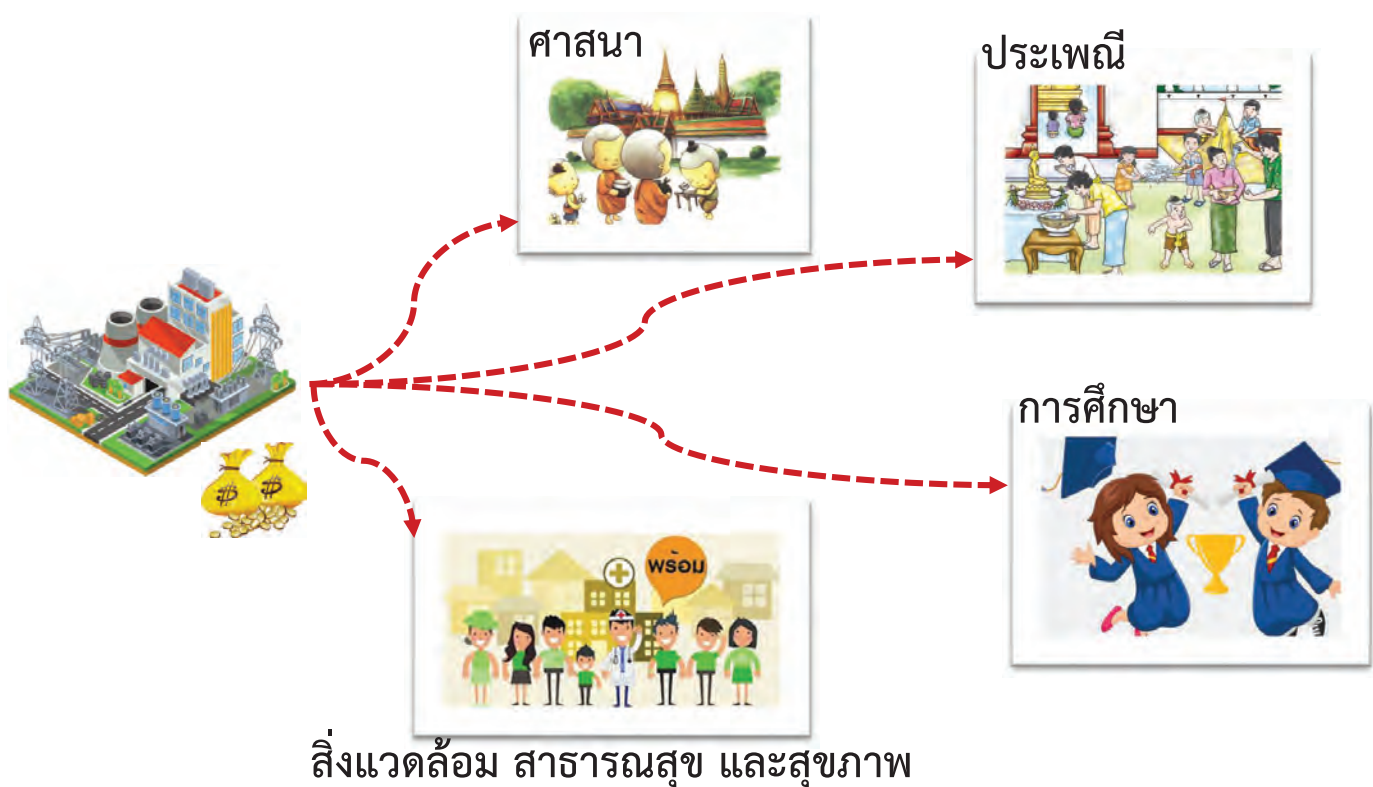 ศาสนา
ประเพณี
การศึกษา
พร้อม
สิ่งแวดล้อม สาธารณสุข และสุขภาพ